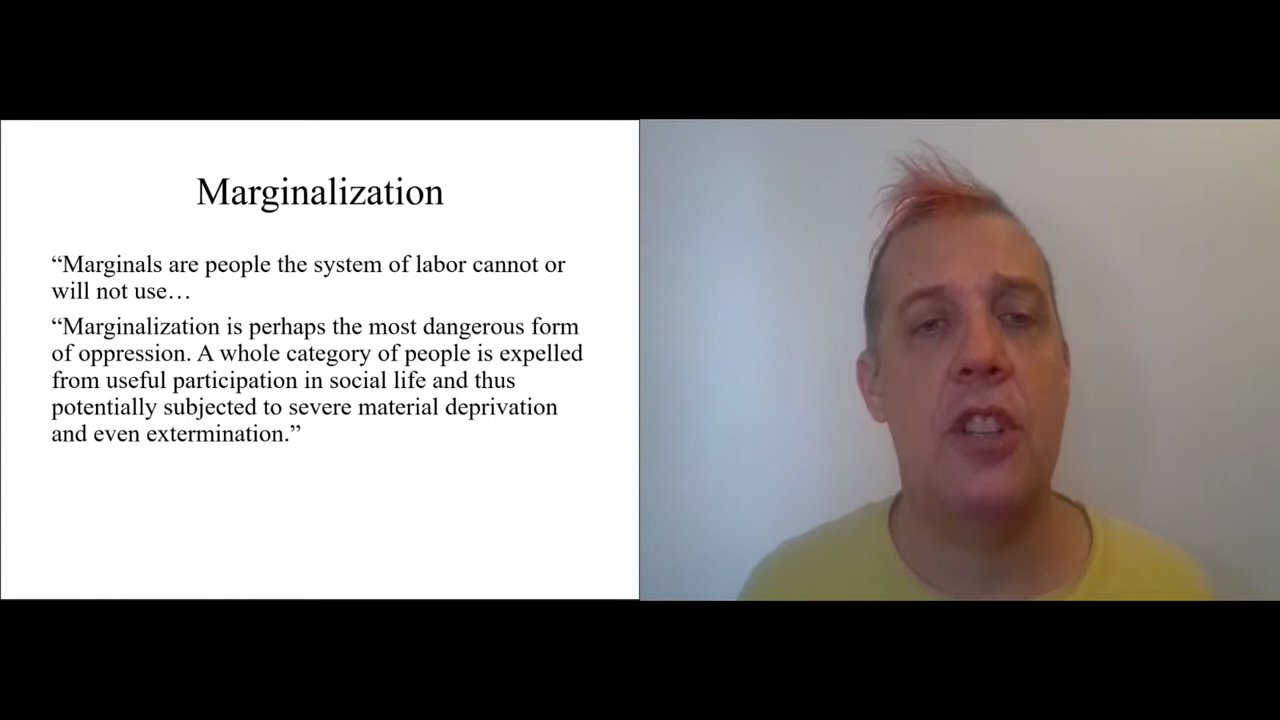 Marginalization
“Marginals are people the system of labor cannot or
will not use…
“Marginalization is perhaps the most dangerous form
of oppression. A whole category of people is expelled
from useful participation in social life and thus
potentially subjected to severe material deprivation
and even extermination.”